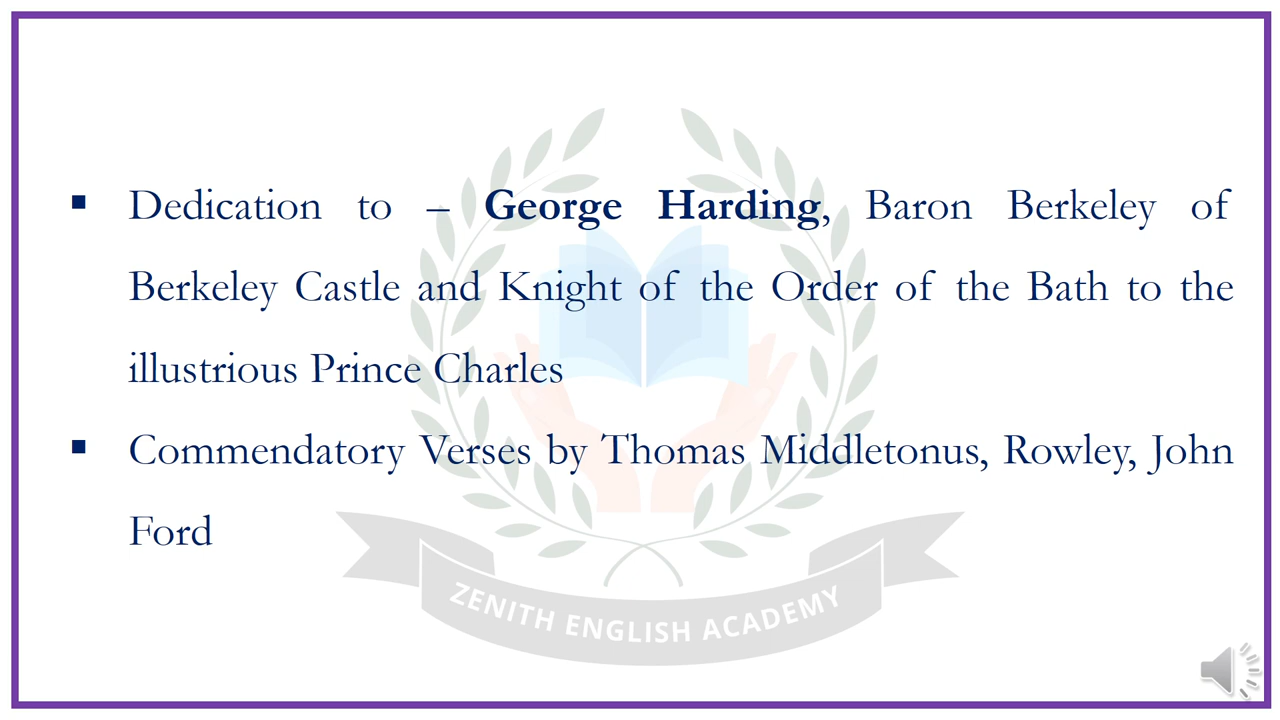 ▪ Dedication to – George Harding, Baron Berkeley of
Berkeley Castle and Knight of the Order of the Bath to the
illustrious Prince Charles
▪ Commendatory Verses by Thomas Middletonus, Rowley, John
Ford
ZENITH ENGLISH ACADEMY